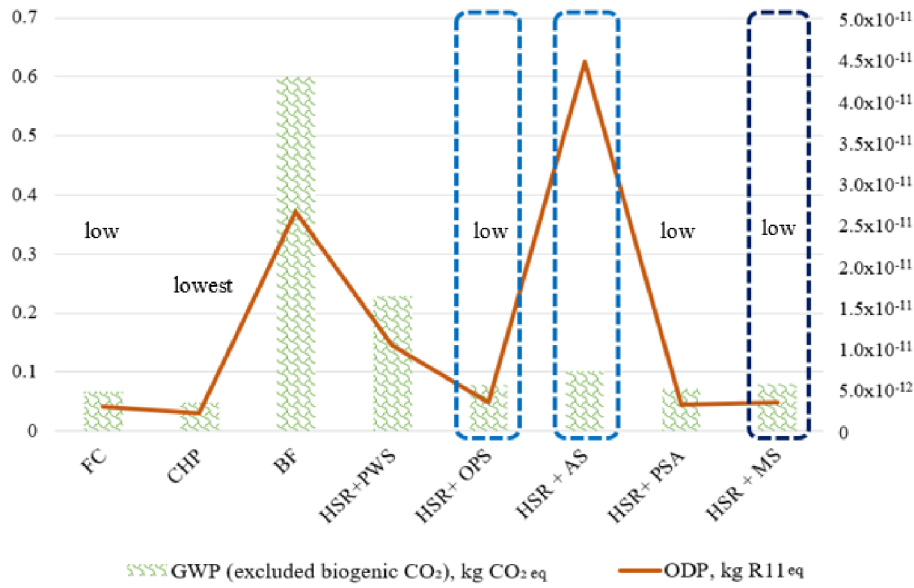 0.7
0.6
0.5
0.4
0.3
0.2
0.1
0
5.0x10⁻¹¹
4.5x10⁻¹¹
4.0x10⁻¹¹
3.5x10⁻¹¹
3.0x10⁻¹¹
2.5x10⁻¹¹
2.0x10⁻¹¹
1.5x10⁻¹¹
1.0x10⁻¹¹
5.0x10⁻¹²
0
low
lowest
low
low
low
FC
CHP
BF
HSR+PWS
HSR+ OPS
HSR + AS
HSR + PSA
HSR + MS
GWP (excluded biogenic CO₂), kg CO₂ eq
ODP, kg R11 eq